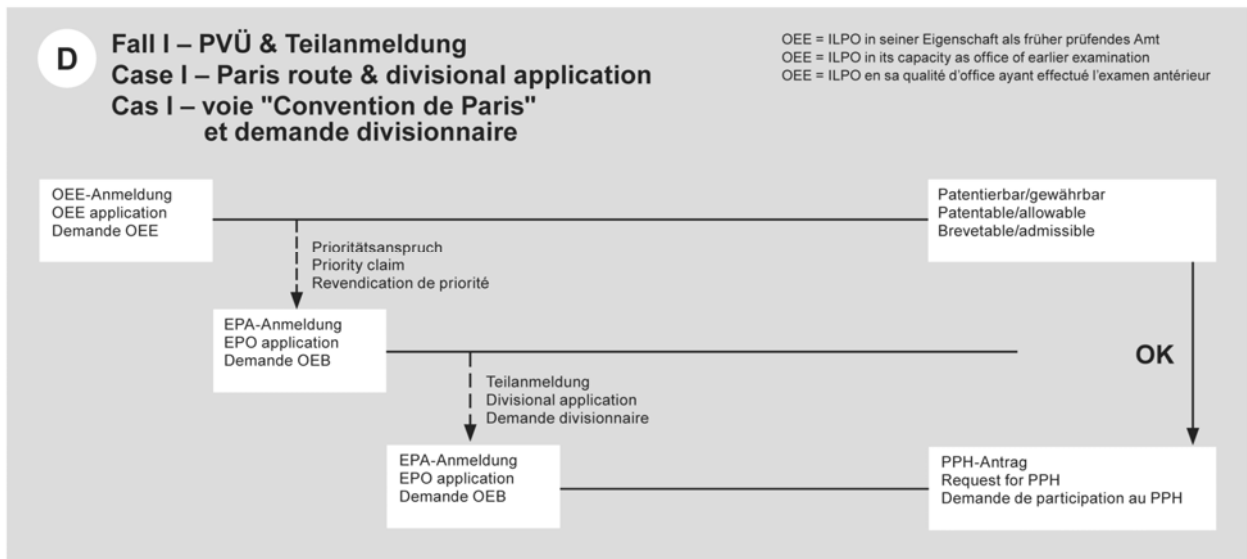 D
Fall I – PVÜ & Teilanmeldung
Case I – Paris route & divisional application
Cas I – voie "Convention de Paris"
et demande divisionnaire
OEE = ILPO in seiner Eigenschaft als früher prüfendes Amt
OEE = ILPO in its capacity as office of earlier examination
OEE = ILPO en sa qualité d'office ayant effectué l'examen antérieur
OEE-Anmeldung
OEE application
Demande OEE
Patentierbar/gewährbar
Patentable/allowable
Brevetable/admissible
Prioritätsanspruch
Priority claim
Revendication de priorité
EPA-Anmeldung
EPO application
Demande OEB
OK
Teilanmeldung
Divisional application
Demande divisionnaire
EPA-Anmeldung
EPO application
Demande OEB
PPH-Antrag
Request for PPH
Demande de participation au PPH